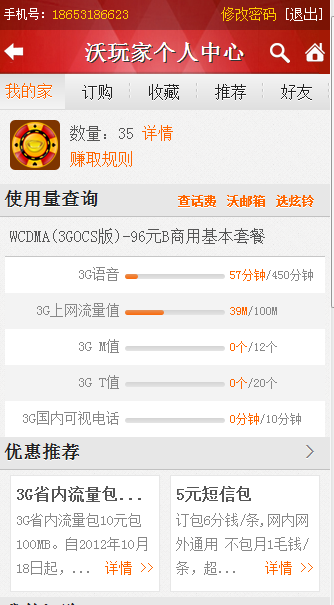 手机号：18653186623 修改密码 [退出]
沃玩家个人中心
我的家 订购 收藏 推荐 好友
数量：35 详情
赚取规则
使用量查询 查话费 沃邮箱 选炫铃
WCDMA(3GOCS版)-96元B商用基本套餐
3G语音 57分钟/450分钟
3G上网流量值 39M/100M
3G M值 0个/12个
3G T值 0个/20个
3G国内可视电话 0分钟/10分钟
优惠推荐
3G省内流量包...
3G省内流量包10元包
100MB。自2012年10月
18日起，... 详情 >>
5元短信包
订包6分钱/条,网内网
外通用 不包月1毛钱/
条，超... 详情 >>